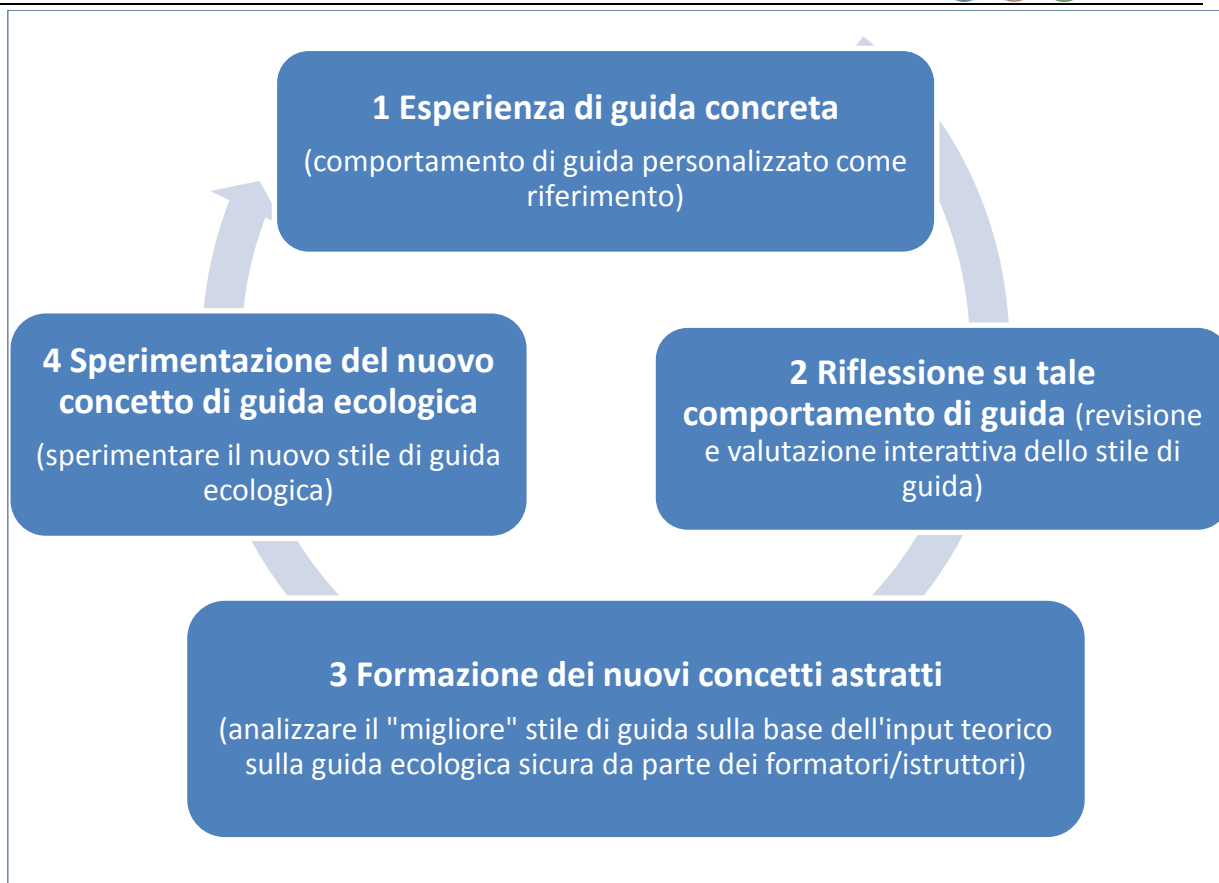 1 Esperienza di guida concreta
(comportamento di guida personalizzato come
riferimento)
2 Riflessione su tale
comportamento di guida (revisione
e valutazione interattiva dello stile di
guida)
3 Formazione dei nuovi concetti astratti
(analizzare il "migliore" stile di guida sulla base dell'input teorico
sulla guida ecologica sicura da parte dei formatori/istruttori)
4 Sperimentazione del nuovo
concetto di guida ecologica
(sperimentare il nuovo stile di guida
ecologica)